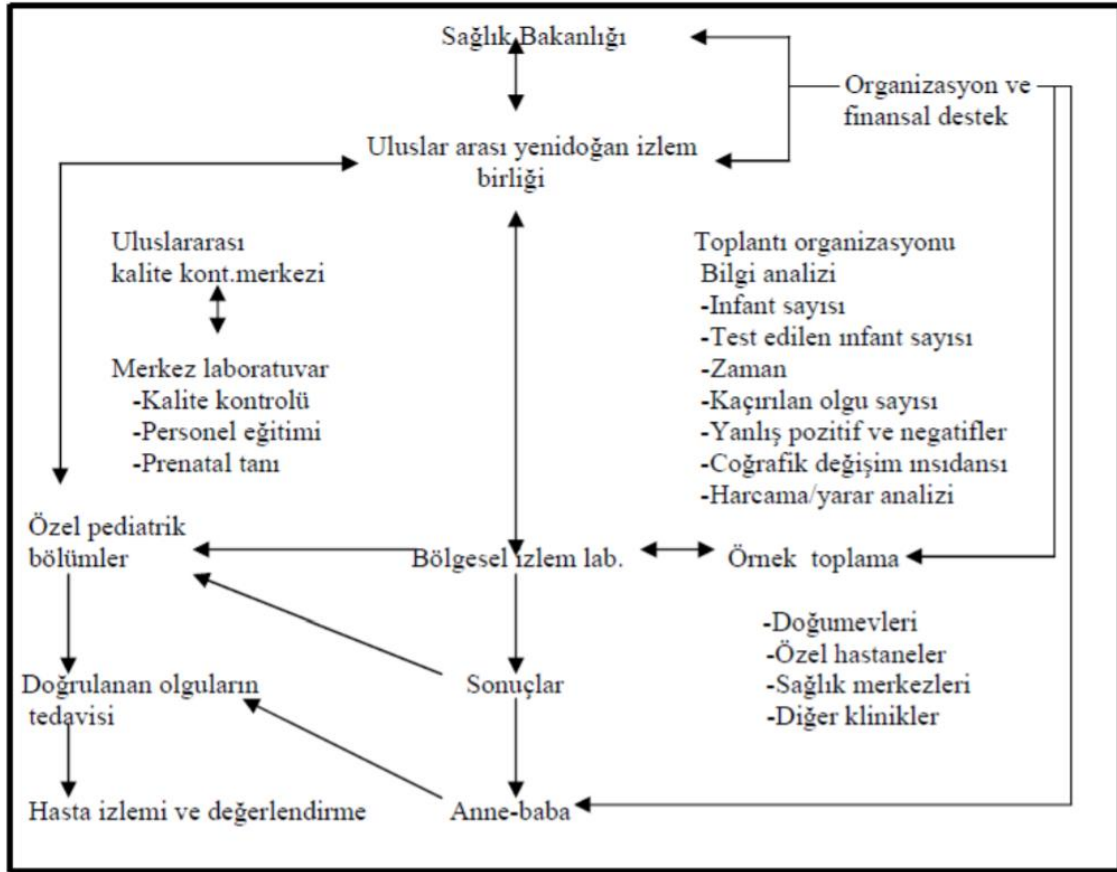 Sağlık Bakanlığı
Organizasyon ve
finansal destek
Uluslar arası yenidoğan izlem
birliği
Uluslararası
kalite kont.merkezi
Merkez laboratuvar
-Kalite kontrolü
-Personel eğitimi
-Prenatal tanı
Toplantı organizasyonu
Bilgi analizi
-Infant sayısı
-Test edilen ınfant sayısı
-Zaman
-Kaçırılan olgu sayısı
-Yanlış pozitif ve negatifler
-Coğrafik değişim ınsıdansı
-Harcama/yarar analizi
Özel pediatrik
bölümler
Bölgesel izlem lab.
Örnek toplama
-Doğumevleri
-Özel hastaneler
-Sağlık merkezleri
-Diğer klinikler
Doğrulanan olguların
tedavisi
Sonuçlar
Hasta izlemi ve değerlendirme
Anne-baba